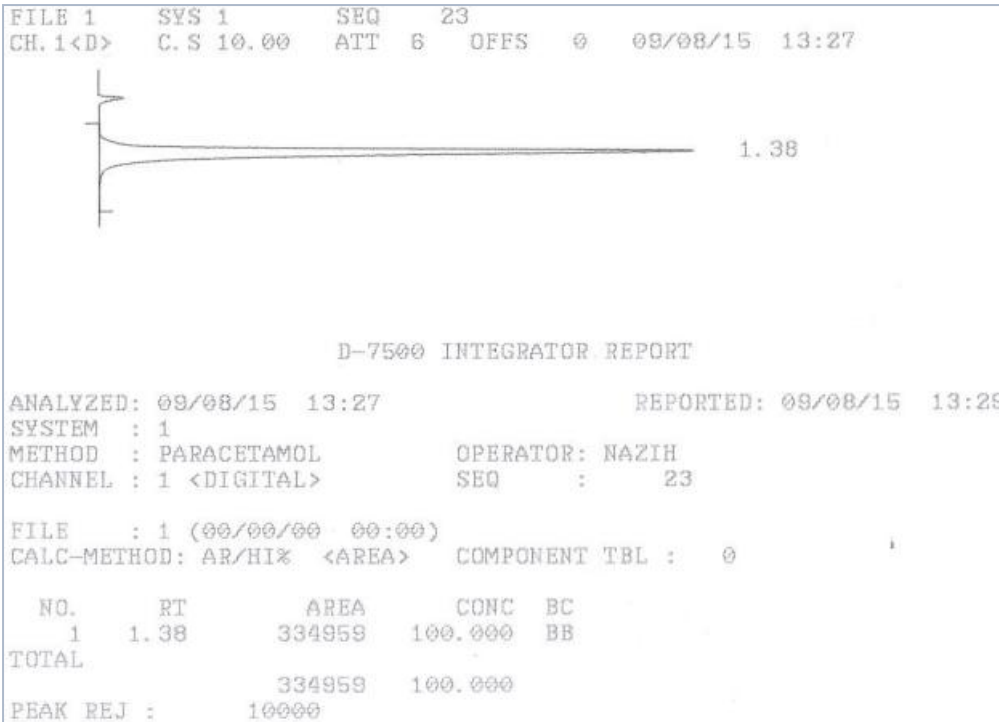 FILE 1 SYS 1 SEQ 23
CH. 1<D> C.S 10.00 ATT 6 OFFS 0 09/08/15 13:27
1.38
D-7500 INTEGRATOR REPORT
ANALYZED: 09/08/15 13:27 REPORTED: 09/08/15 13:29
SYSTEM : 1
METHOD : PARACETAMOL OPERATOR: NAZIH
CHANNEL : 1 <DIGITAL> SEQ : 23
FILE : 1 (00/00/00 00:00)
CALC-METHOD: AR/HI% <AREA> COMPONENT TBL : 0
NO. RT AREA CONC BC
1 1.38 334959 100.000 BB
TOTAL
334959 100.000
PEAK REJ : 10000